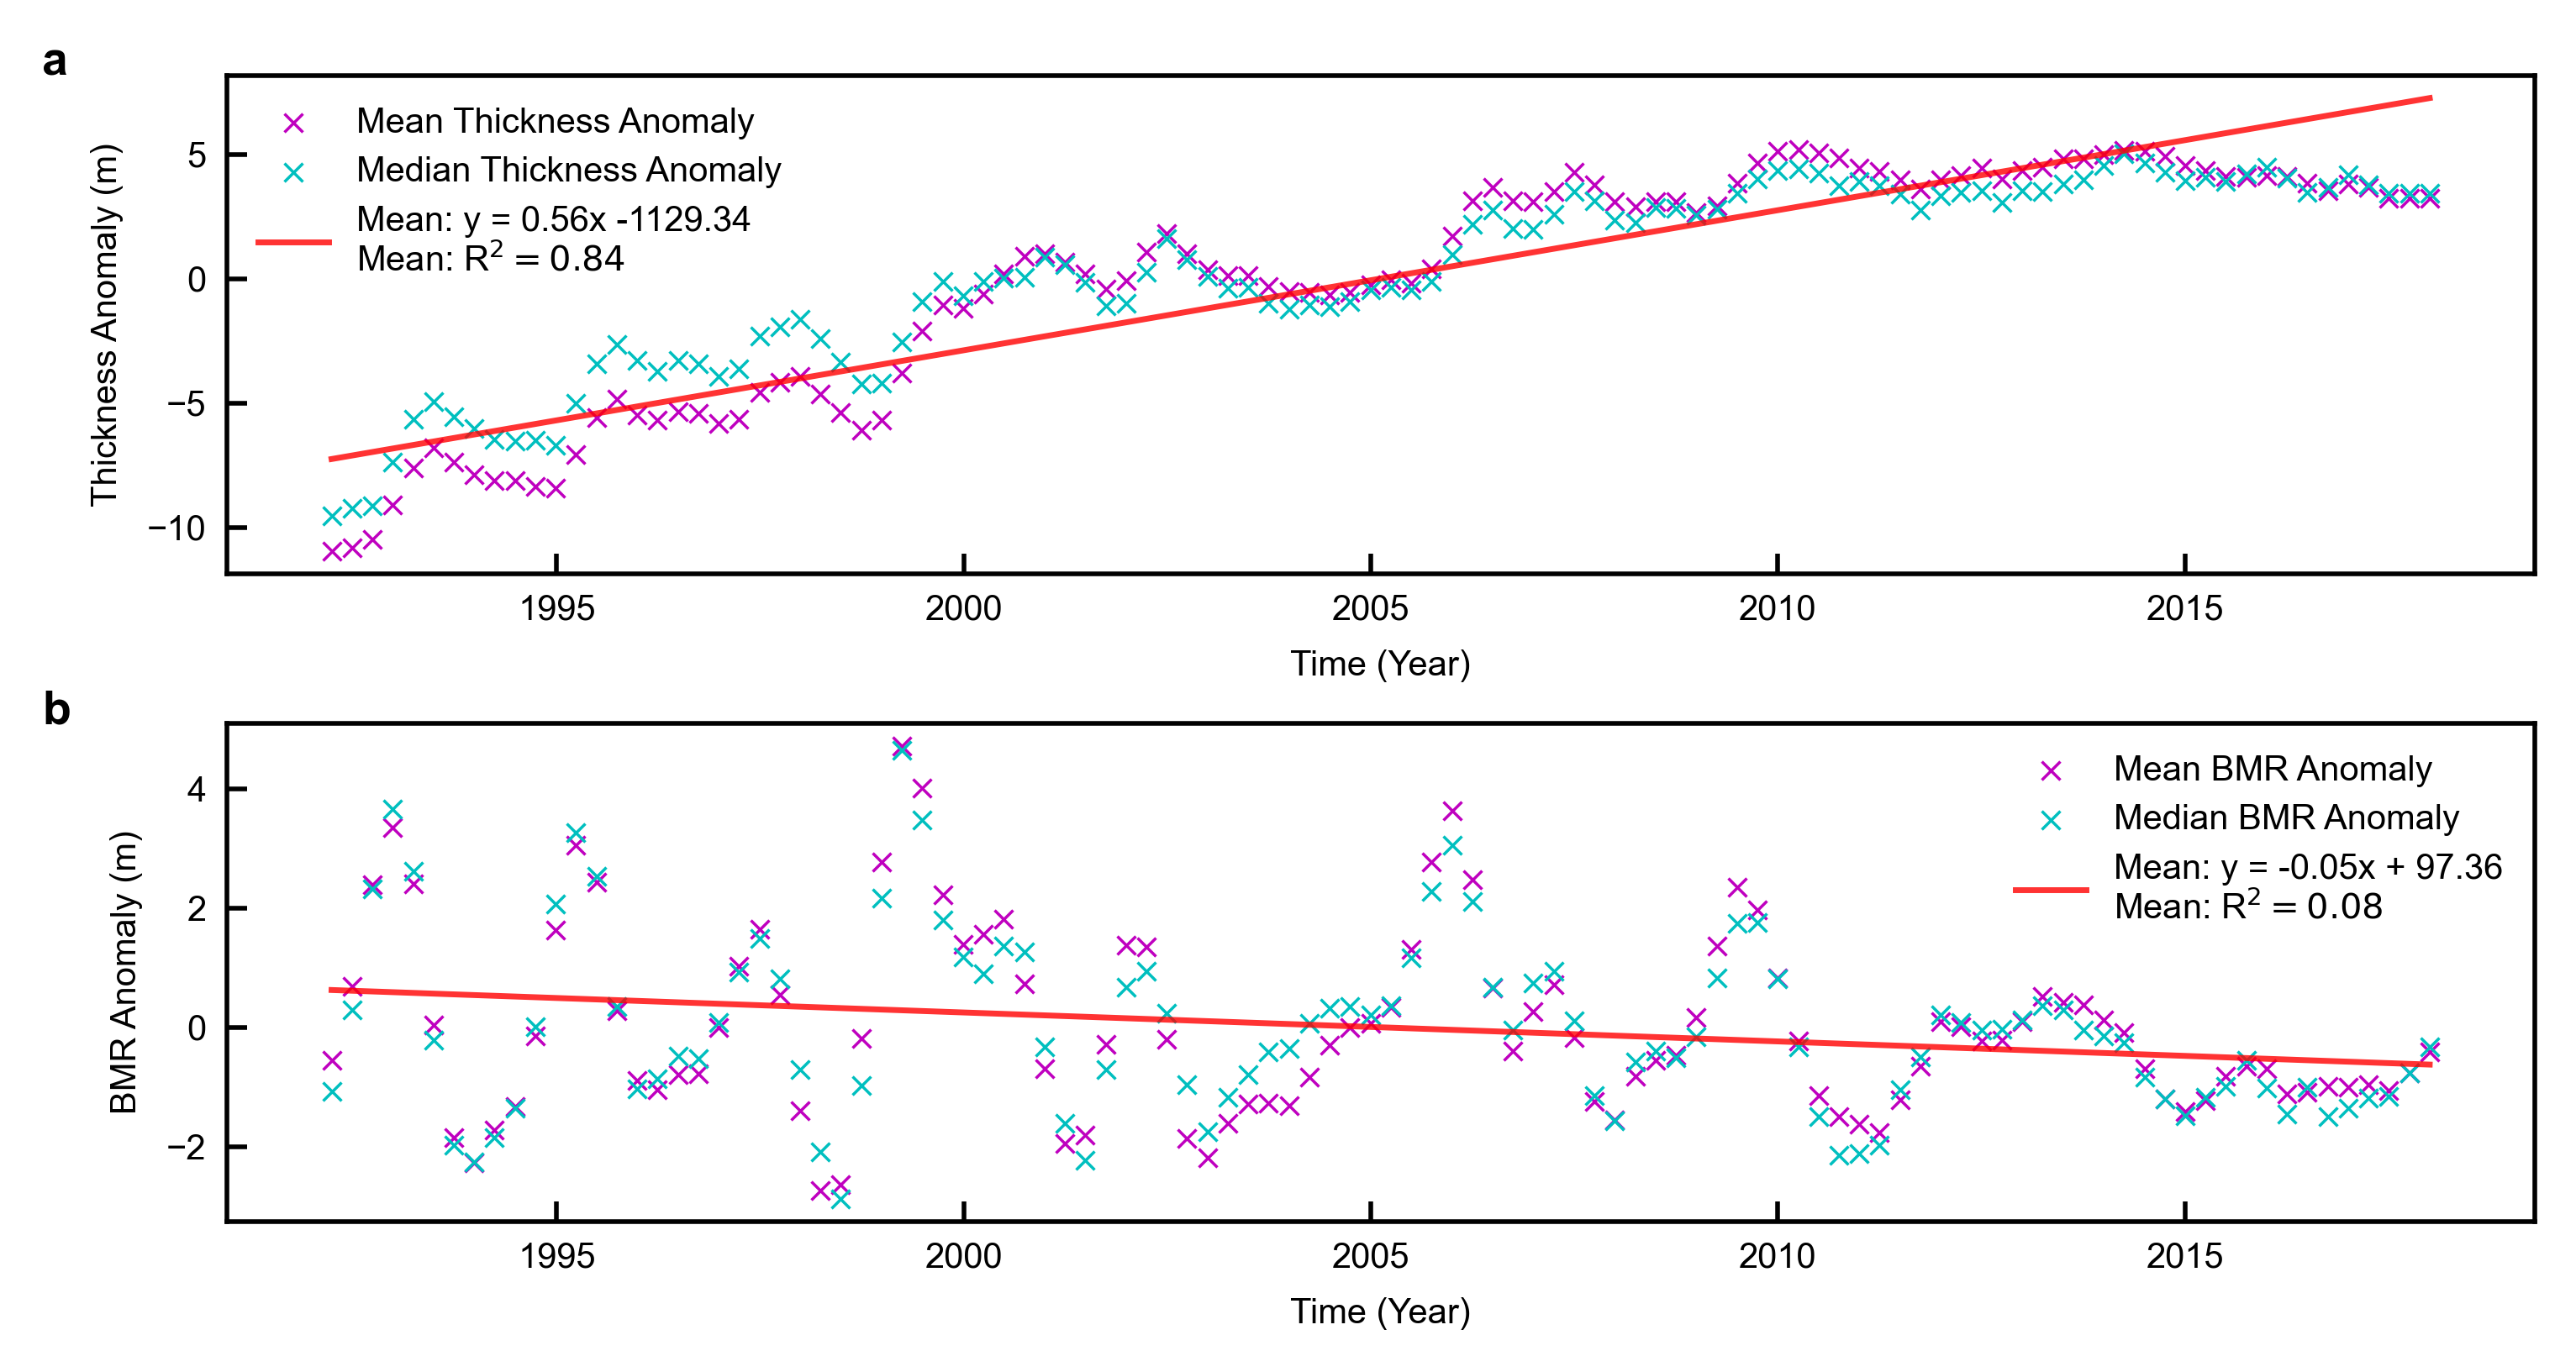 a
Mean Thickness Anomaly
Median Thickness Anomaly
Mean: y = 0.56x -1129.34
Mean: R² = 0.84
Thickness Anomaly (m)
5
0
−5
−10
1995 2000 2005 2010 2015
Time (Year)
b
Mean BMR Anomaly
Median BMR Anomaly
Mean: y = -0.05x + 97.36
Mean: R² = 0.08
BMR Anomaly (m)
4
2
0
−2
1995 2000 2005 2010 2015
Time (Year)